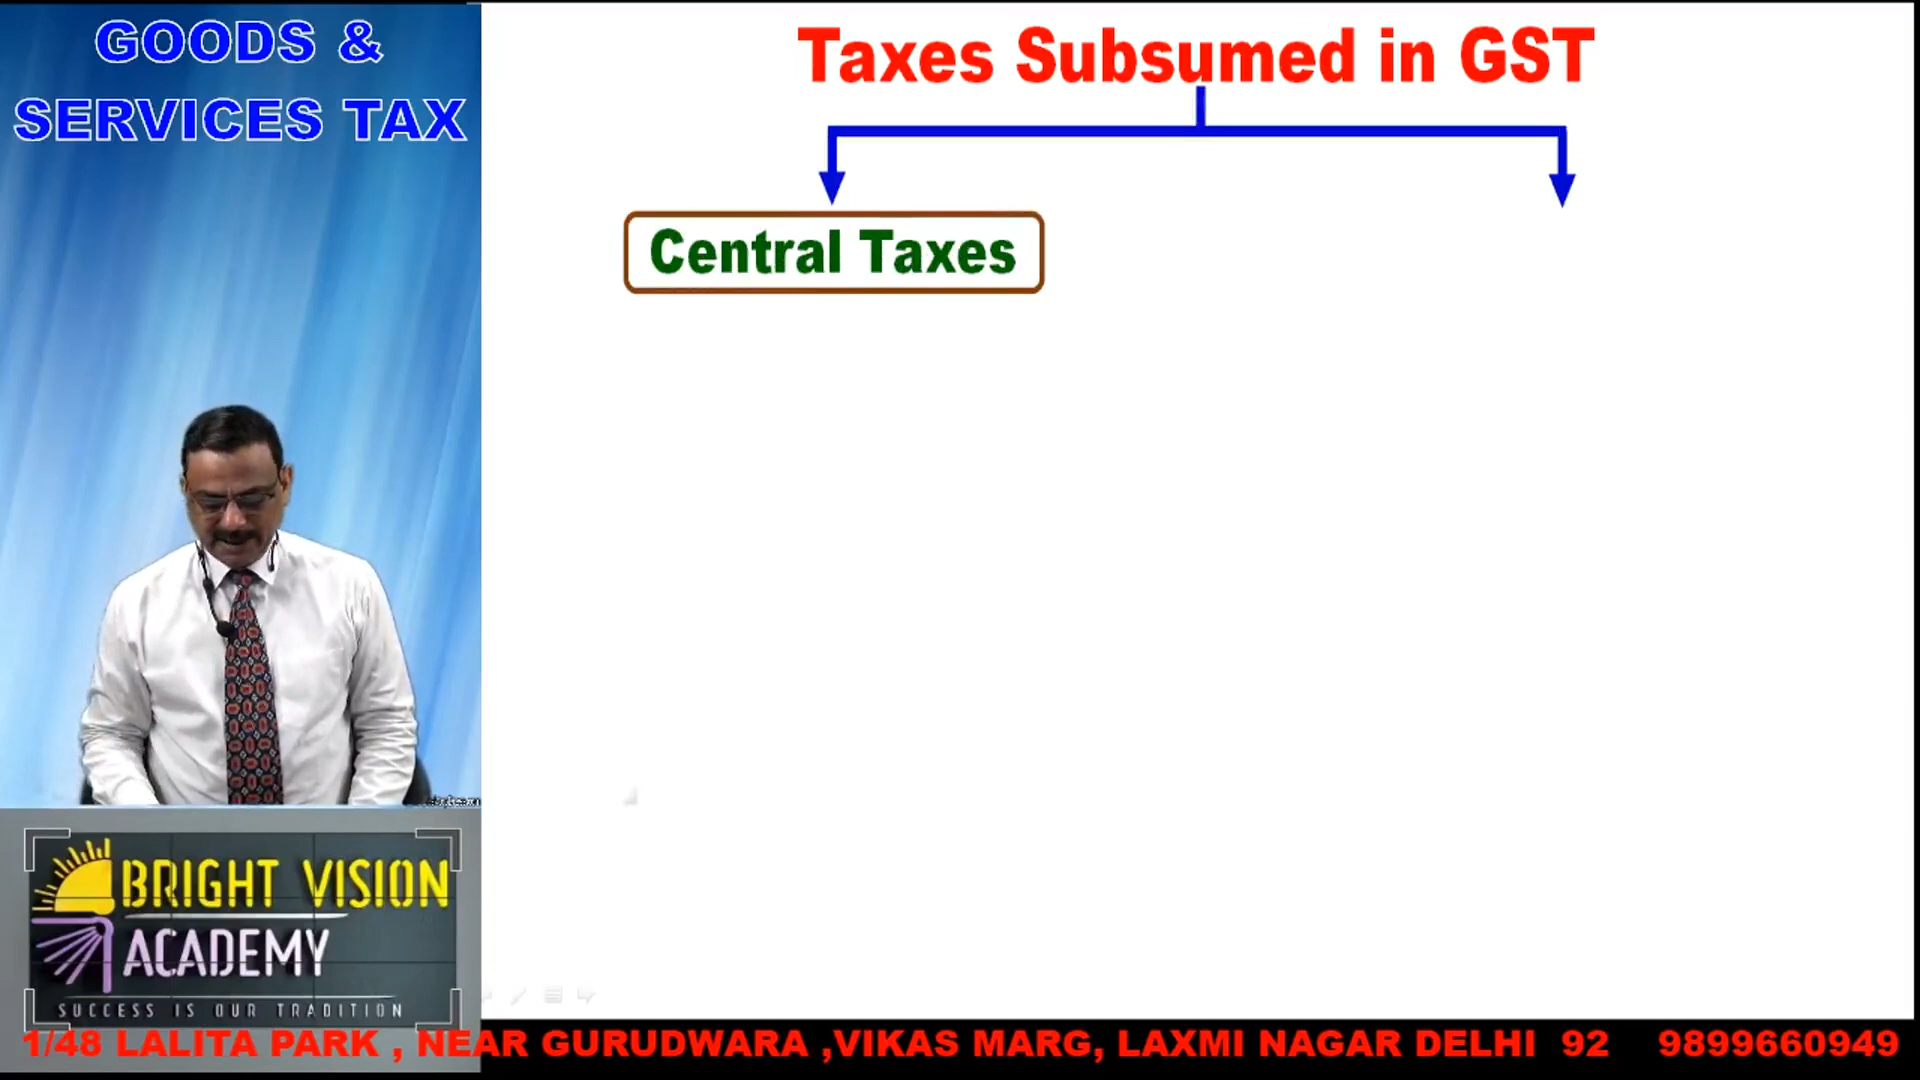 GOODS &
SERVICES TAX
Taxes Subsumed in GST
Central Taxes
BRIGHT VISION
ACADEMY
SUCCESS IS OUR TRADITION
1/48 LALITA PARK , NEAR GURUDWARA ,VIKAS MARG, LAXMI NAGAR DELHI 92 9899660949